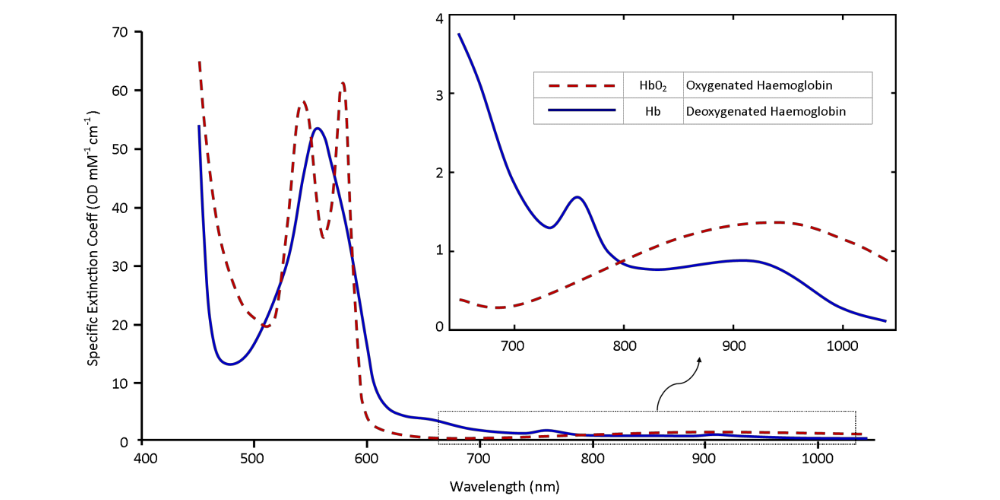 4
3
2
1
0
700 800 900 1000
HbO₂ Oxygenated Haemoglobin
Hb Deoxygenated Haemoglobin
70
60
50
40
30
20
10
0
400 500 600 700 800 900 1000
Specific Extinction Coeff (OD mM⁻¹cm⁻¹)
Wavelength (nm)